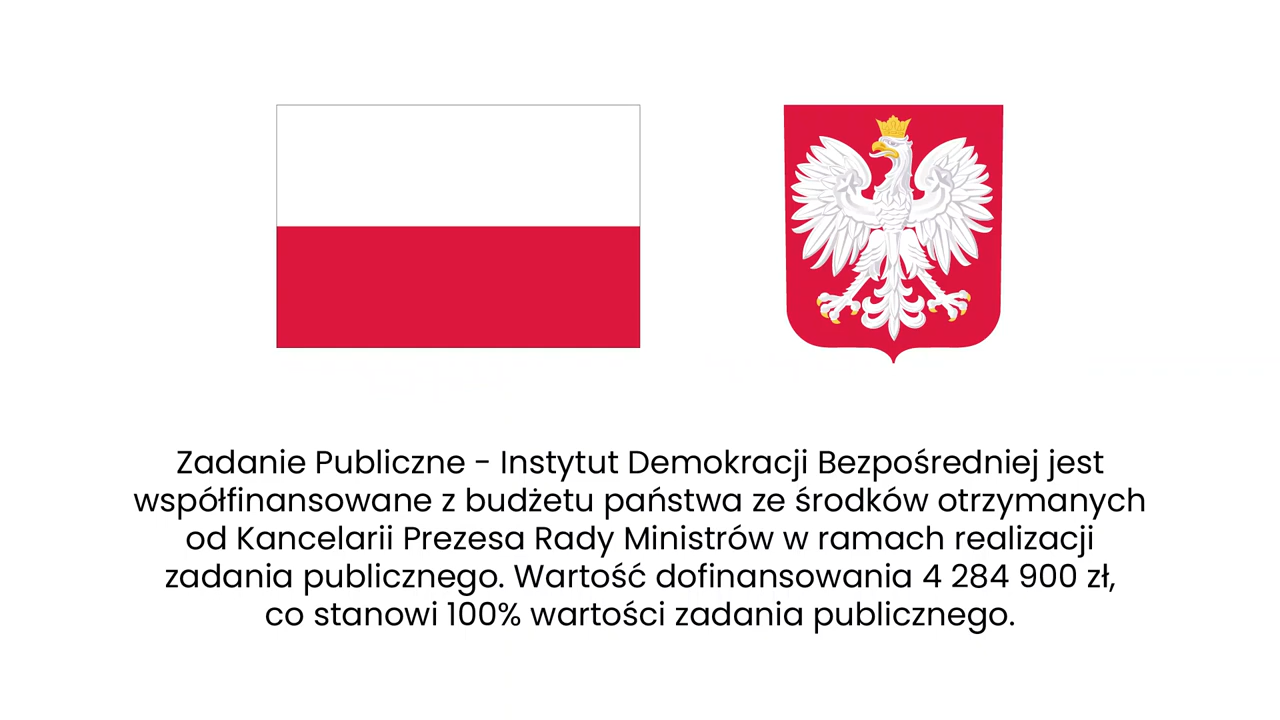 Zadanie Publiczne - Instytut Demokracji Bezpośredniej jest
współfinansowane z budżetu państwa ze środków otrzymanych
od Kancelarii Prezesa Rady Ministrów w ramach realizacji
zadania publicznego. Wartość dofinansowania 4 284 900 zł,
co stanowi 100% wartości zadania publicznego.